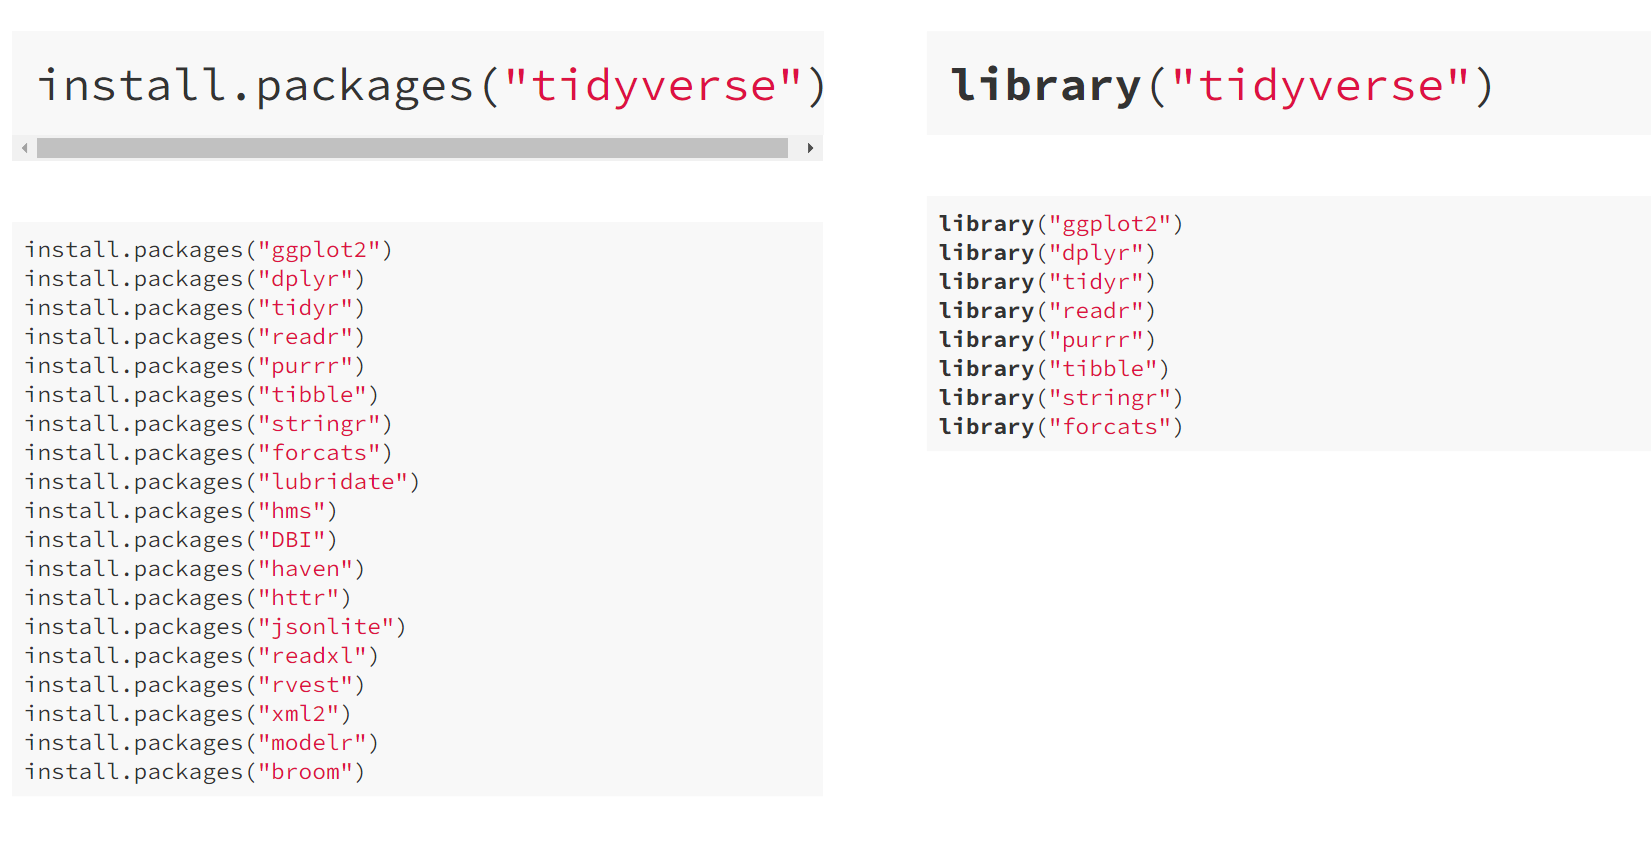 install.packages("tidyverse")
install.packages("ggplot2")
install.packages("dplyr")
install.packages("tidyr")
install.packages("readr")
install.packages("purrr")
install.packages("tibble")
install.packages("stringr")
install.packages("forcats")
install.packages("lubridate")
install.packages("hms")
install.packages("DBI")
install.packages("haven")
install.packages("httr")
install.packages("jsonlite")
install.packages("readxl")
install.packages("rvest")
install.packages("xml2")
install.packages("modelr")
install.packages("broom")
library("tidyverse")
library("ggplot2")
library("dplyr")
library("tidyr")
library("readr")
library("purrr")
library("tibble")
library("stringr")
library("forcats")